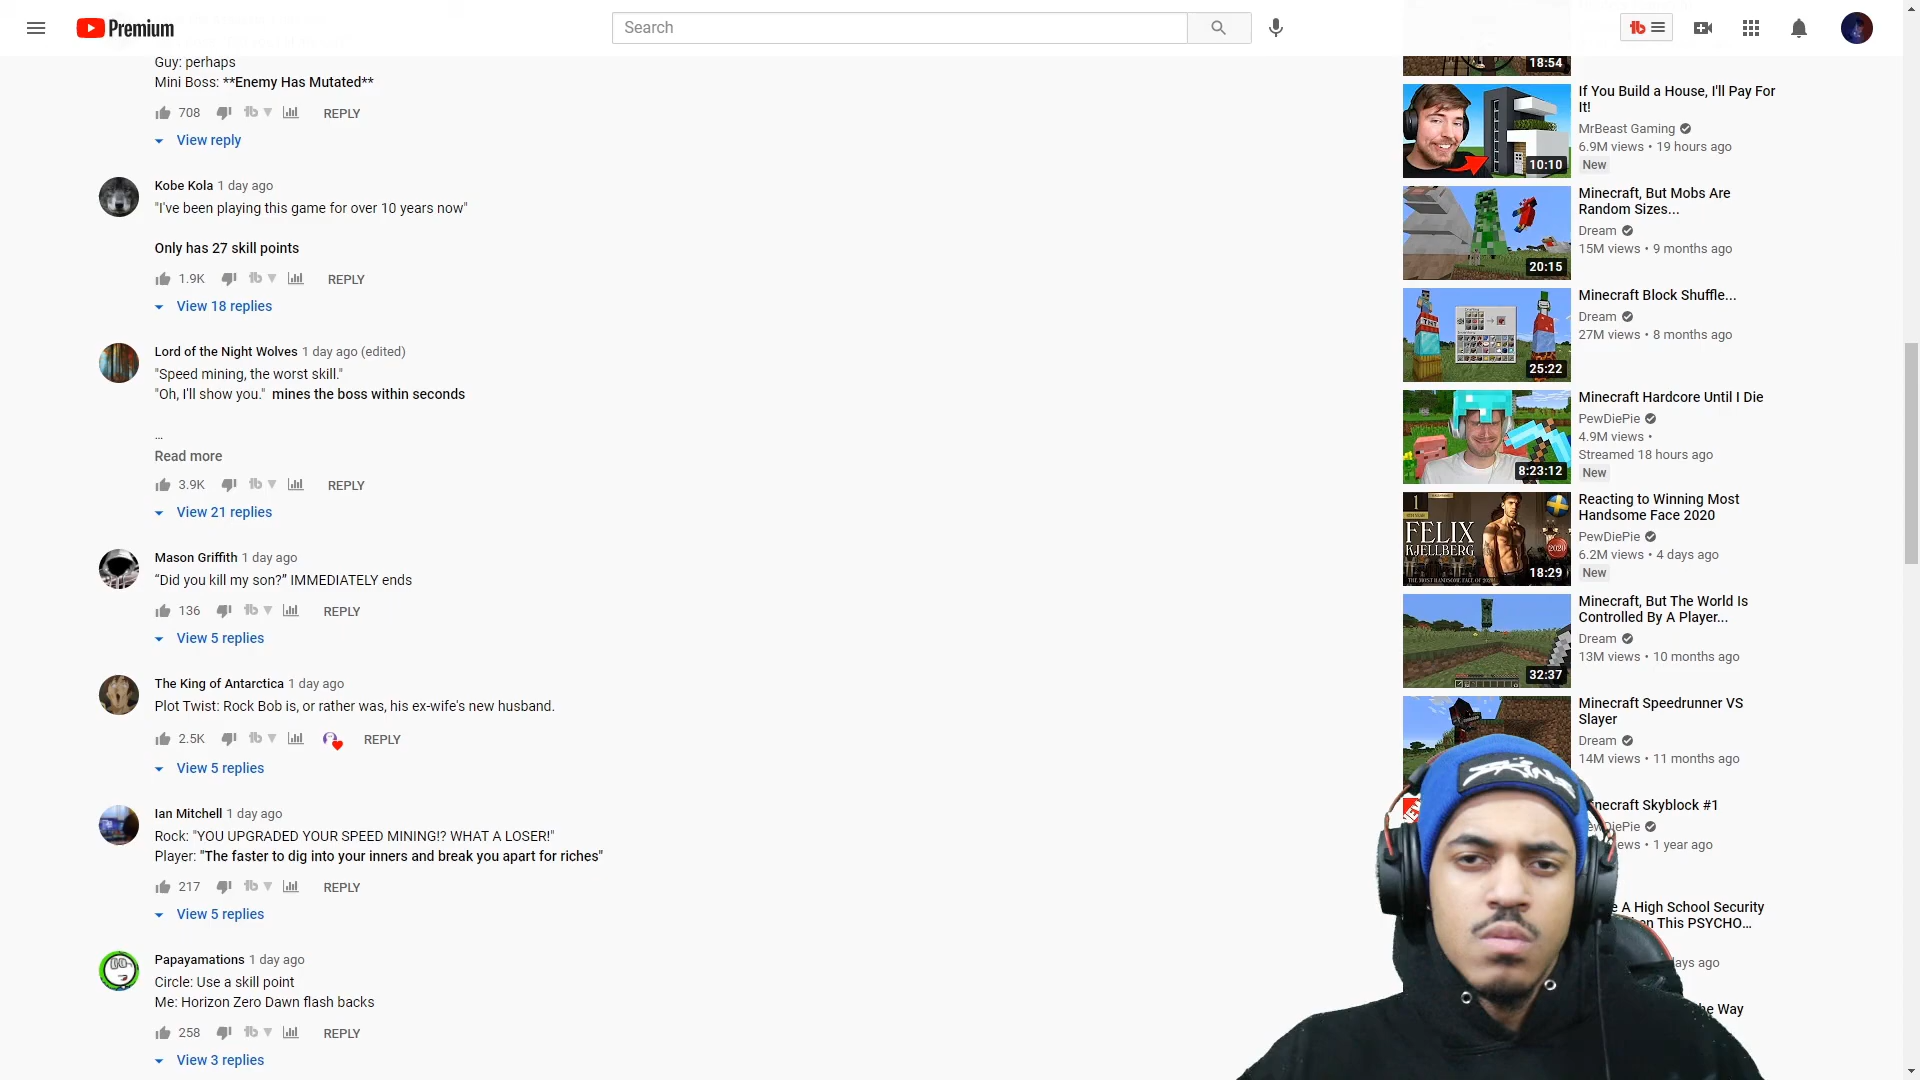 Premium
Search
Guy: perhaps
Mini Boss: **Enemy Has Mutated**
708
REPLY
View reply
Kobe Kola 1 day ago
"I've been playing this game for over 10 years now"
Only has 27 skill points
1.9K
REPLY
View 18 replies
Lord of the Night Wolves 1 day ago (edited)
"Speed mining, the worst skill."
"Oh, I'll show you." mines the boss within seconds
...
Read more
3.9K
REPLY
View 21 replies
Mason Griffith 1 day ago
“Did you kill my son?” IMMEDIATELY ends
136
REPLY
View 5 replies
The King of Antarctica 1 day ago
Plot Twist: Rock Bob is, or rather was, his ex-wife's new husband.
2.5K
REPLY
View 5 replies
Ian Mitchell 1 day ago
Rock: "YOU UPGRADED YOUR SPEED MINING!? WHAT A LOSER!"
Player: "The faster to dig into your inners and break you apart for riches"
217
REPLY
View 5 replies
Papayamations 1 day ago
Circle: Use a skill point
Me: Horizon Zero Dawn flash backs
258
REPLY
View 3 replies
18:54
10:10
If You Build a House, I'll Pay For
It!
MrBeast Gaming
6.9M views • 19 hours ago
New
20:15
Minecraft, But Mobs Are
Random Sizes...
Dream
15M views • 9 months ago
TNT
25:22
Minecraft Block Shuffle...
Dream
27M views • 8 months ago
8:23:12
Minecraft Hardcore Until I Die
PewDiePie
4.9M views •
Streamed 18 hours ago
New
1
FELIX
KJELLBERG
2020
THE MOST HANDSOME FACE OF 2020
18:29
Reacting to Winning Most
Handsome Face 2020
PewDiePie
6.2M views • 4 days ago
New
32:37
Minecraft, But The World Is
Controlled By A Player...
Dream
13M views • 10 months ago
Minecraft Speedrunner VS
Slayer
Dream
14M views • 11 months ago
necraft Skyblock #1
ewDiePie
ews • 1 year ago
e A High School Security
en This PSYCHO...
days ago
he Way